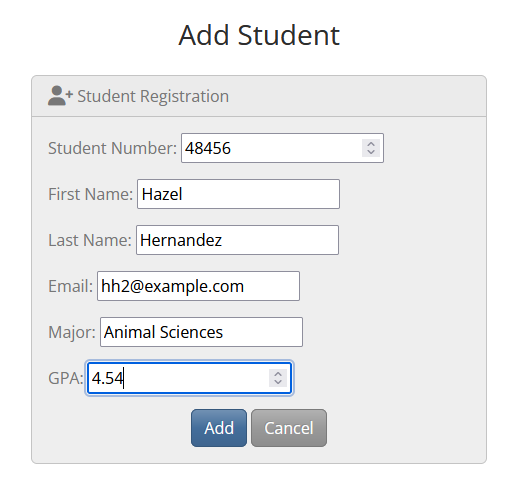 Add Student
Student Registration
Student Number: 48456
First Name: Hazel
Last Name: Hernandez
Email: hh2@example.com
Major: Animal Sciences
GPA: 4.54
Add Cancel